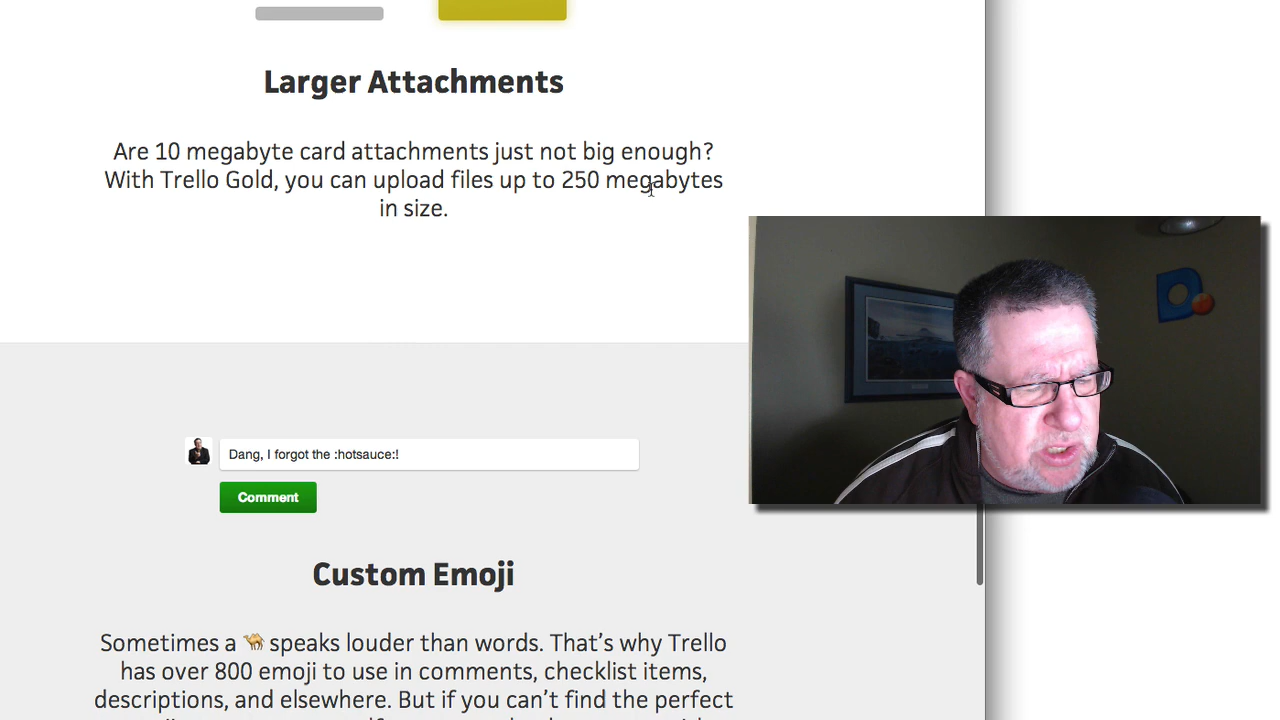 Larger Attachments
Are 10 megabyte card attachments just not big enough?
With Trello Gold, you can upload files up to 250 megabytes
in size.
Dang, I forgot the :hotsauce:!
Comment
Custom Emoji
Sometimes a 🐫 speaks louder than words. That’s why Trello
has over 800 emoji to use in comments, checklist items,
descriptions, and elsewhere. But if you can’t find the perfect